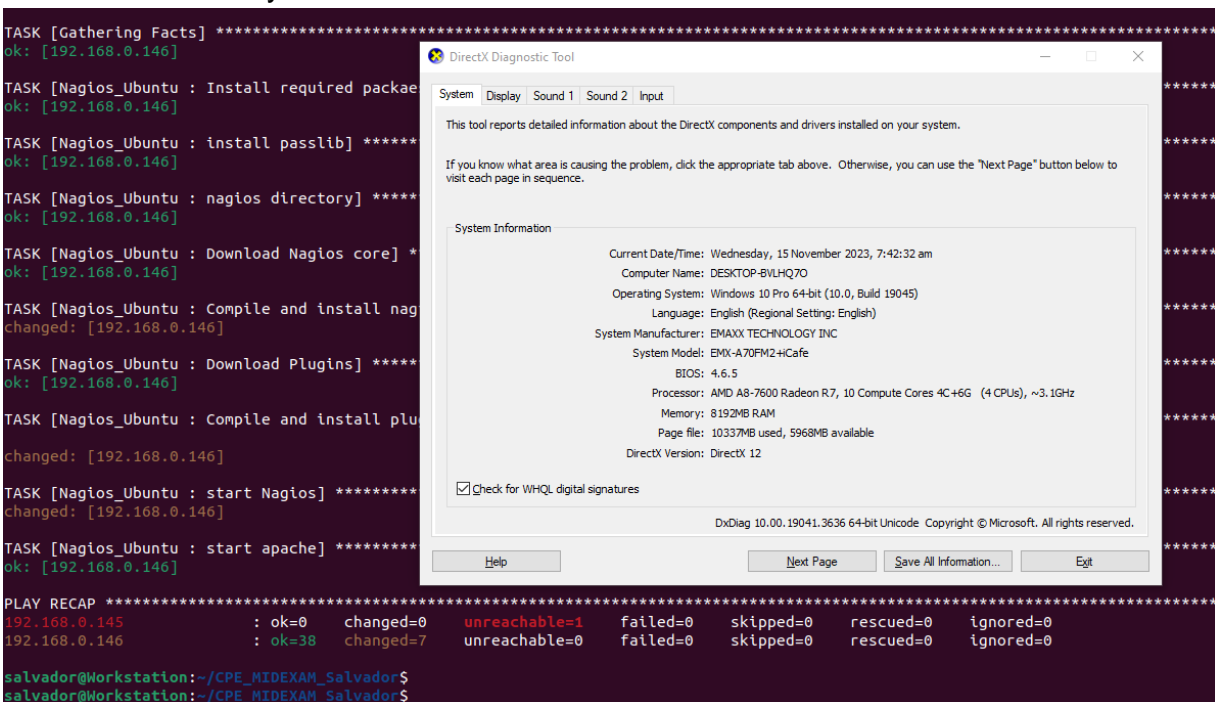 TASK [Gathering Facts] ****************************************************
ok: [192.168.0.146]
TASK [Nagios_Ubuntu : Install required packae
ok: [192.168.0.146]
TASK [Nagios_Ubuntu : install passlib] ******
ok: [192.168.0.146]
TASK [Nagios_Ubuntu : nagios directory] *****
ok: [192.168.0.146]
TASK [Nagios_Ubuntu : Download Nagios core] *
ok: [192.168.0.146]
TASK [Nagios_Ubuntu : Compile and install nag
changed: [192.168.0.146]
TASK [Nagios_Ubuntu : Download Plugins] *****
ok: [192.168.0.146]
TASK [Nagios_Ubuntu : Compile and install plu
changed: [192.168.0.146]
TASK [Nagios_Ubuntu : start Nagios] *********
changed: [192.168.0.146]
TASK [Nagios_Ubuntu : start apache] *********
ok: [192.168.0.146]
PLAY RECAP ****************************************************
192.168.0.145 : ok=0 changed=0 unreachable=1 failed=0 skipped=0 rescued=0 ignored=0
192.168.0.146 : ok=38 changed=7 unreachable=0 failed=0 skipped=0 rescued=0 ignored=0
salvador@Workstation:~/CPE_MIDEXAM_Salvador$
salvador@Workstation:~/CPE_MIDEXAM_Salvador$
DirectX Diagnostic Tool
System Display Sound 1 Sound 2 Input
This tool reports detailed information about the DirectX components and drivers installed on your system.
If you know what area is causing the problem, click the appropriate tab above. Otherwise, you can use the "Next Page" button below to
visit each page in sequence.
System Information
Current Date/Time: Wednesday, 15 November 2023, 7:42:32 am
Computer Name: DESKTOP-BVLHQ7O
Operating System: Windows 10 Pro 64-bit (10.0, Build 19045)
Language: English (Regional Setting: English)
System Manufacturer: EMAXX TECHNOLOGY INC
System Model: EMX-A70FM2+iCafe
BIOS: 4.6.5
Processor: AMD A8-7600 Radeon R7, 10 Compute Cores 4C+6G (4 CPUs), ~3.1GHz
Memory: 8192MB RAM
Page file: 10337MB used, 5968MB available
DirectX Version: DirectX 12
Check for WHQL digital signatures
DxDiag 10.00.19041.3636 64-bit Unicode Copyright © Microsoft. All rights reserved.
Help Next Page Save All Information... Exit